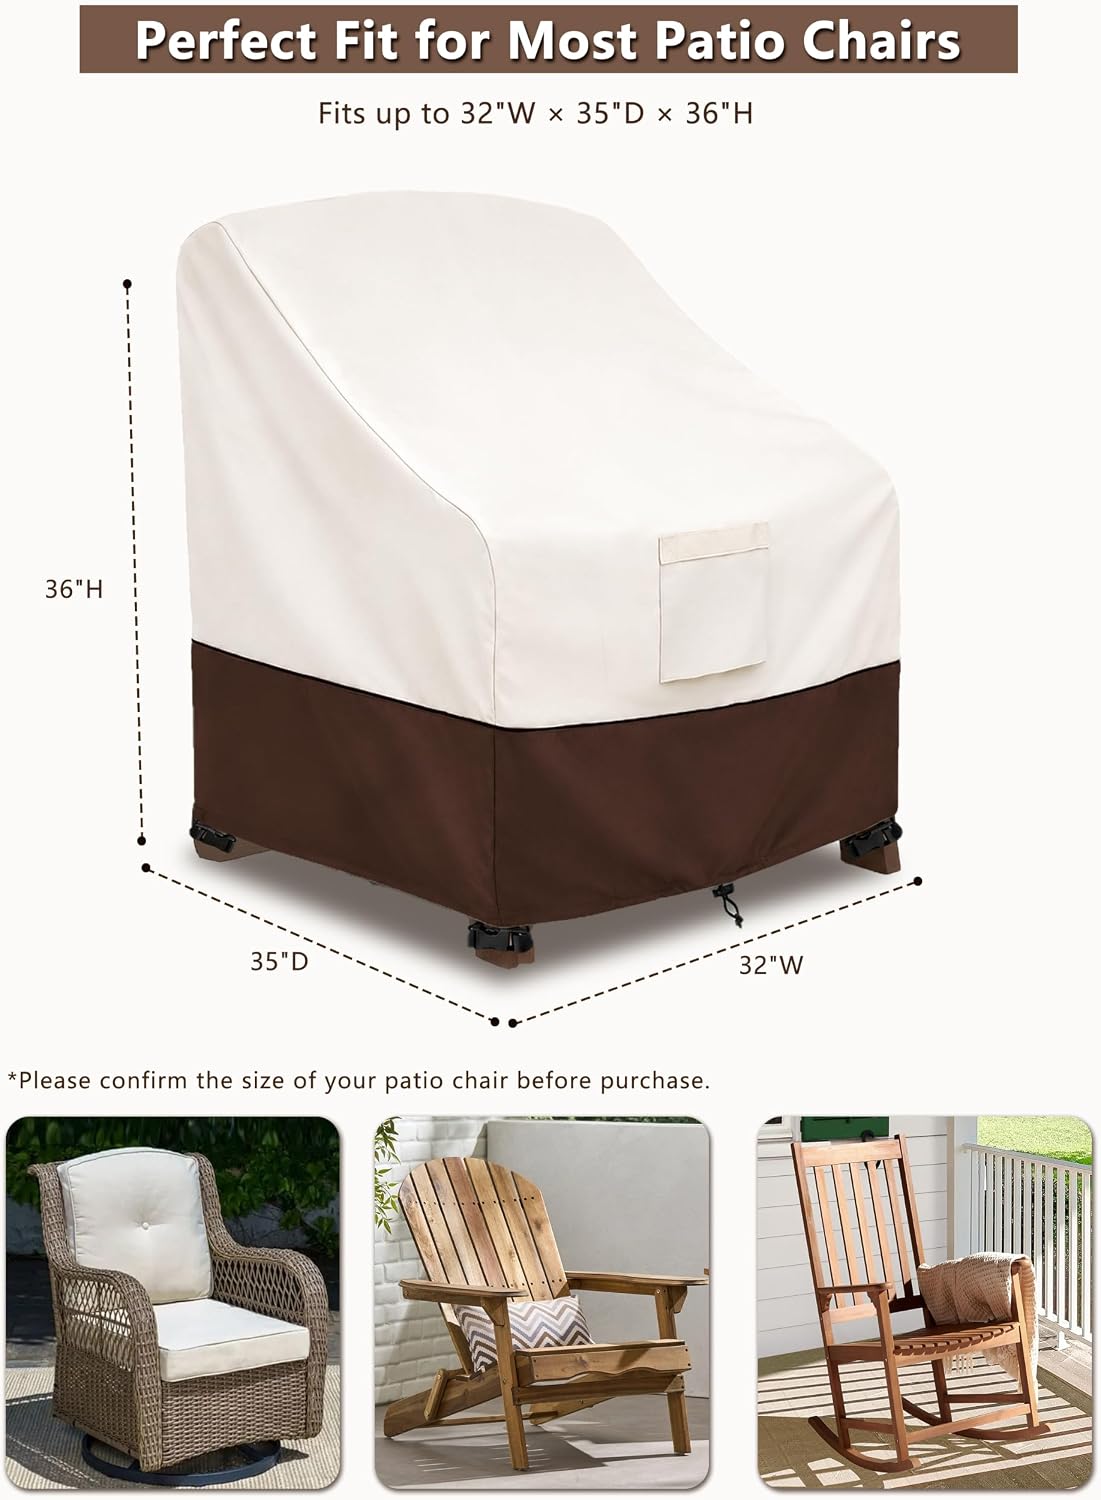 Perfect Fit for Most Patio Chairs
Fits up to 32"W × 35"D × 36"H
36"H
35"D
32"W
*Please confirm the size of your patio chair before purchase.